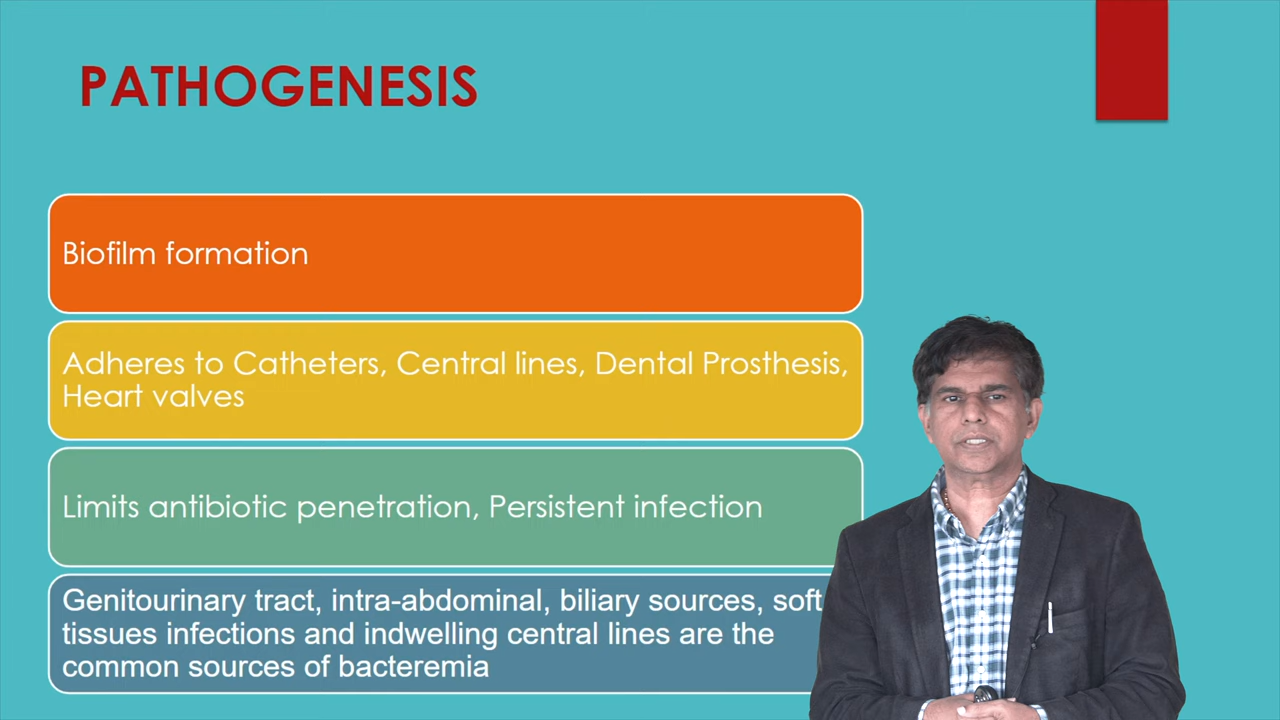 PATHOGENESIS
Biofilm formation
Adheres to Catheters, Central lines, Dental Prosthesis,
Heart valves
Limits antibiotic penetration, Persistent infection
Genitourinary tract, intra-abdominal, biliary sources, soft
tissues infections and indwelling central lines are the
common sources of bacteremia